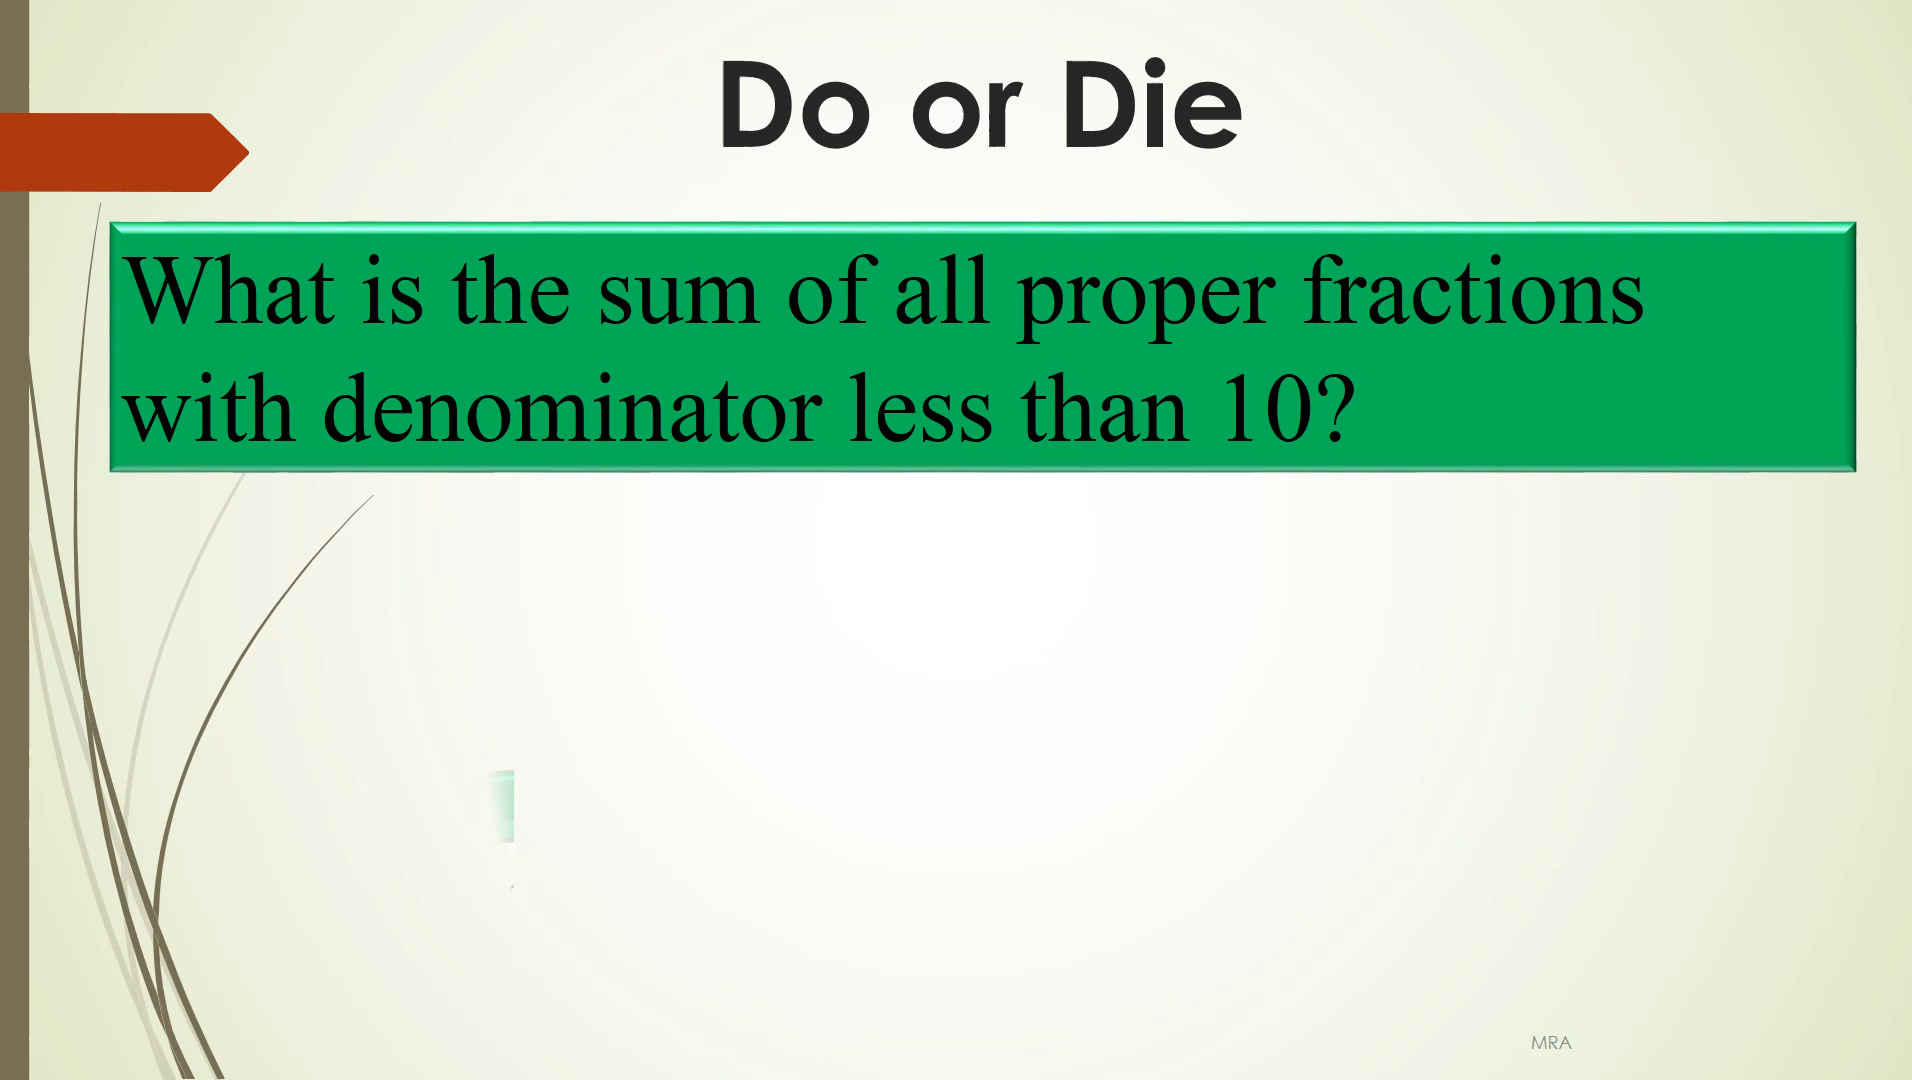 Do or Die
What is the sum of all proper fractions
with denominator less than 10?
MRA